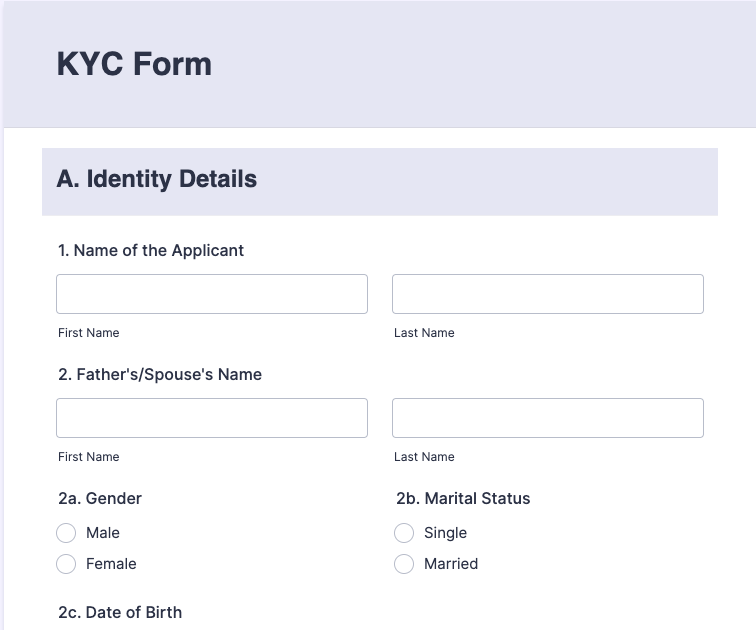 KYC Form
A. Identity Details
1. Name of the Applicant
First Name
Last Name
2. Father's/Spouse's Name
First Name
Last Name
2a. Gender
2b. Marital Status
Male
Single
Female
Married
2c. Date of Birth